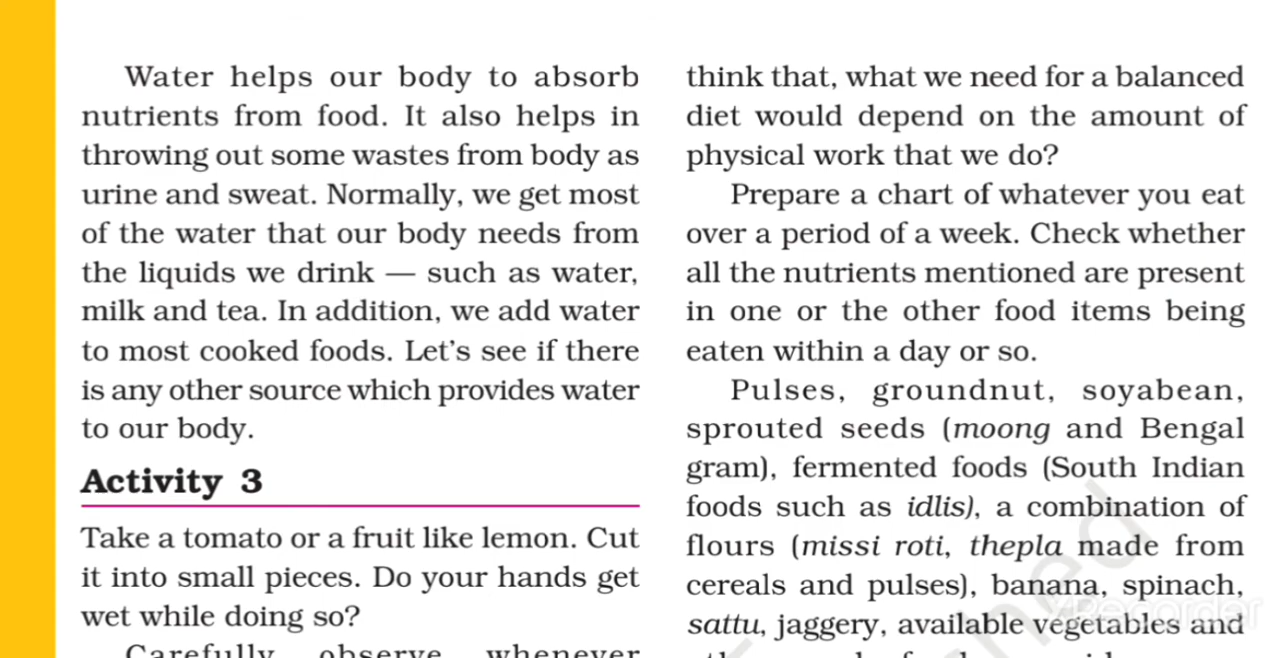 Water helps our body to absorb
nutrients from food. It also helps in
throwing out some wastes from body as
urine and sweat. Normally, we get most
of the water that our body needs from
the liquids we drink — such as water,
milk and tea. In addition, we add water
to most cooked foods. Let's see if there
is any other source which provides water
to our body.
Activity 3
Take a tomato or a fruit like lemon. Cut
it into small pieces. Do your hands get
wet while doing so?
Carefully observe whenever
think that, what we need for a balanced
diet would depend on the amount of
physical work that we do?
Prepare a chart of whatever you eat
over a period of a week. Check whether
all the nutrients mentioned are present
in one or the other food items being
eaten within a day or so.
Pulses, groundnut, soyabean,
sprouted seeds (moong and Bengal
gram), fermented foods (South Indian
foods such as idlis), a combination of
flours (missi roti, thepla made from
cereals and pulses), banana, spinach,
sattu, jaggery, available vegetables and